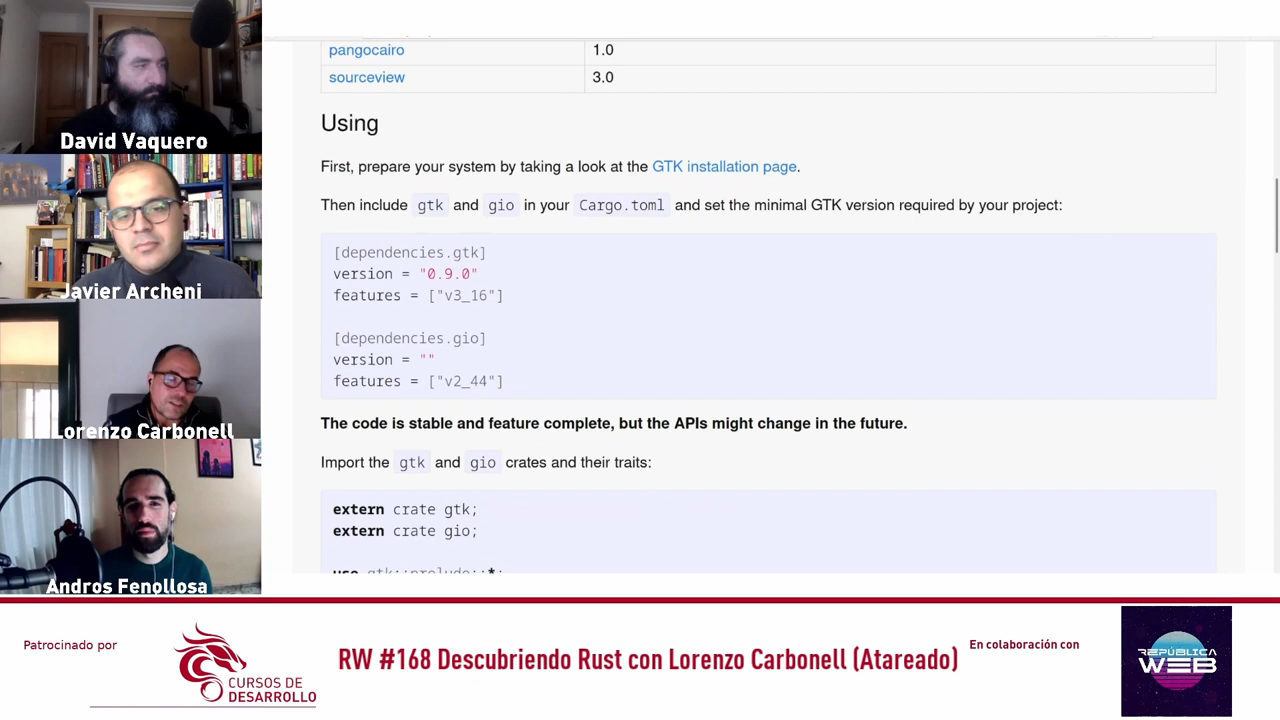 David Vaquero
Javier Archeni
Lorenzo Carbonell
Andros Fenollosa
pangocairo 1.0
sourceview 3.0
Using
First, prepare your system by taking a look at the GTK installation page.
Then include gtk and gio in your Cargo.toml and set the minimal GTK version required by your project:
[dependencies.gtk]
version = "0.9.0"
features = ["v3_16"]
[dependencies.gio]
version = ""
features = ["v2_44"]
The code is stable and feature complete, but the APIs might change in the future.
Import the gtk and gio crates and their traits:
extern crate gtk;
extern crate gio;
use gtk::prelude::*;
Patrocinado por
CURSOS DE
DESARROLLO
RW #168 Descubriendo Rust con Lorenzo Carbonell (Atareado)
En colaboración con
REPÚBLICA
WEB